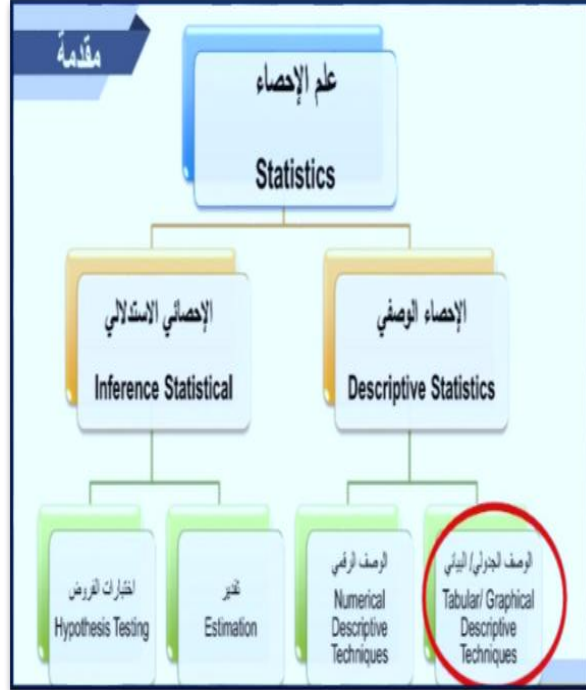 مقدمة
علم الإحصاء
Statistics
الإحصاء الوصفي
Descriptive Statistics
الإحصائي الاستدلالي
Inference Statistical
الوصف الجدولي/ البياني
Tabular/ Graphical
Descriptive
Techniques
الوصف الرقمي
Numerical
Descriptive
Techniques
تقدير
Estimation
اختبارات الفروض
Hypothesis Testing